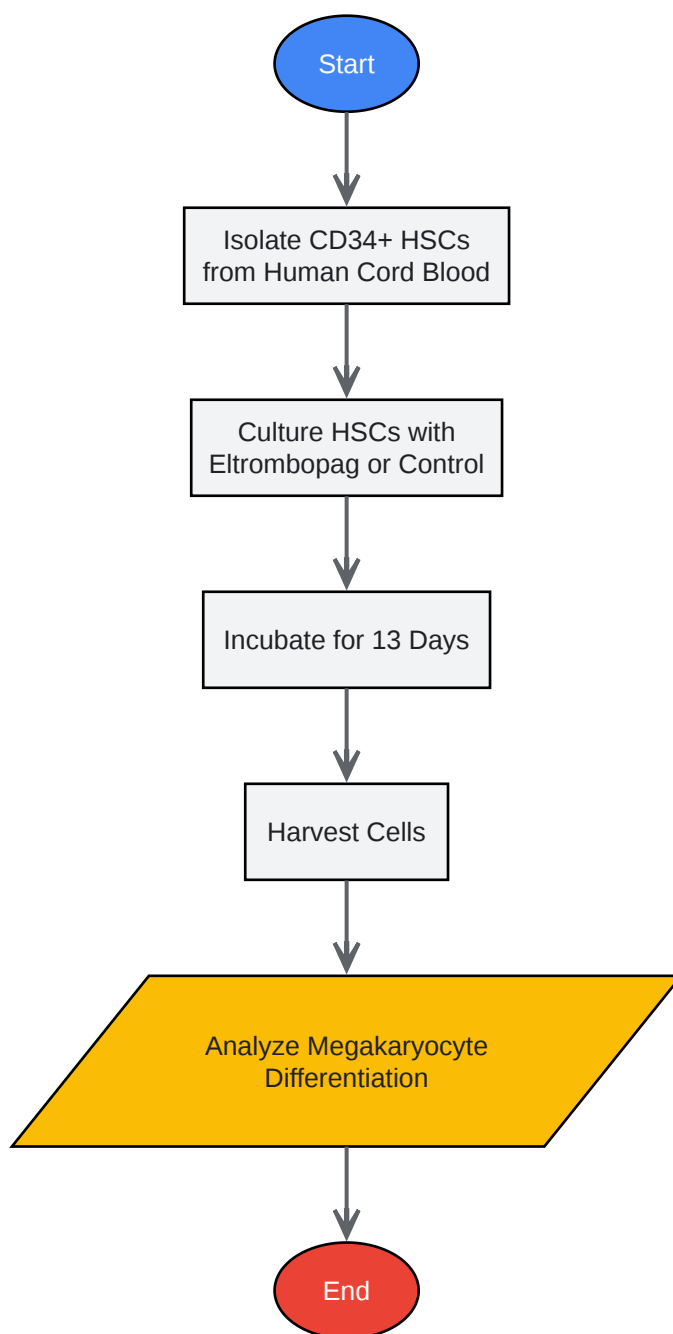 Start
Isolate CD34+ HSCs
from Human Cord Blood
Culture HSCs with
Eltrombopag or Control
Incubate for 13 Days
Harvest Cells
Analyze Megakaryocyte
Differentiation
End